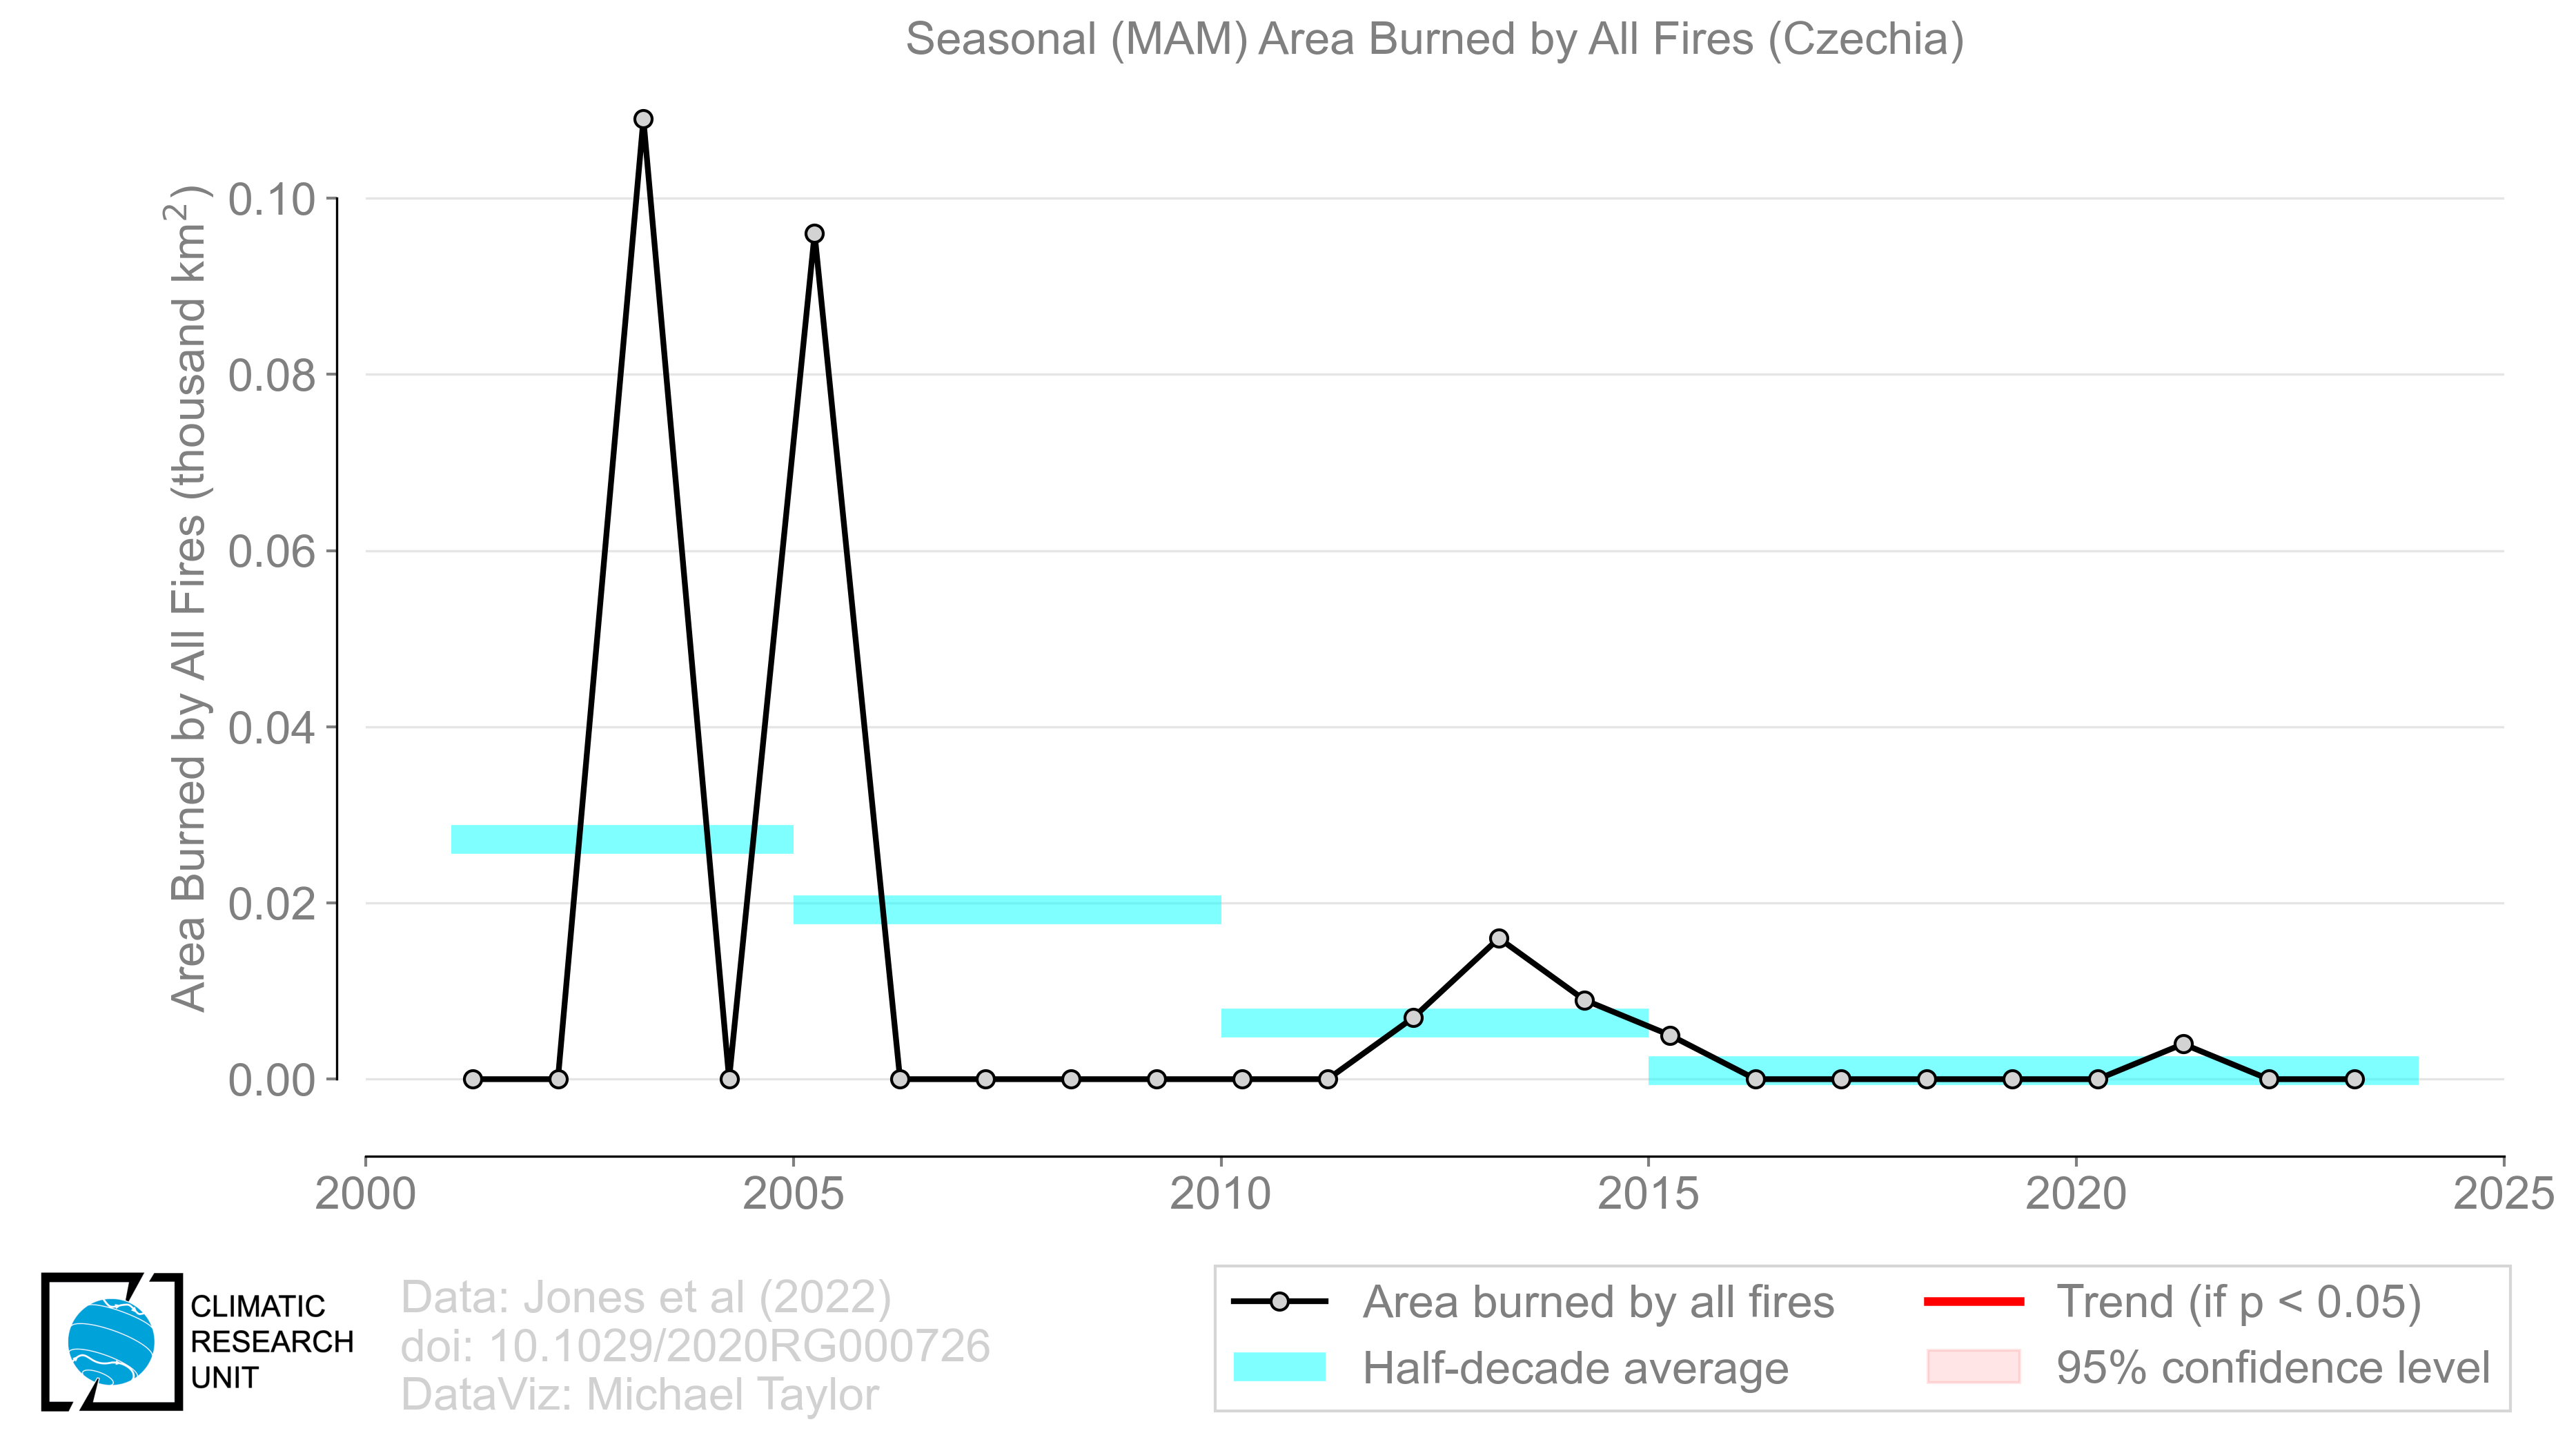 Seasonal (MAM) Area Burned by All Fires (Czechia)
Area Burned by All Fires (thousand km²)
0.10
0.08
0.06
0.04
0.02
0.00
2000 2005 2010 2015 2020 2025
CLIMATIC
RESEARCH
UNIT
Data: Jones et al (2022)
doi: 10.1029/2020RG000726
DataViz: Michael Taylor
Area burned by all fires
Half-decade average
Trend (if p < 0.05)
95% confidence level